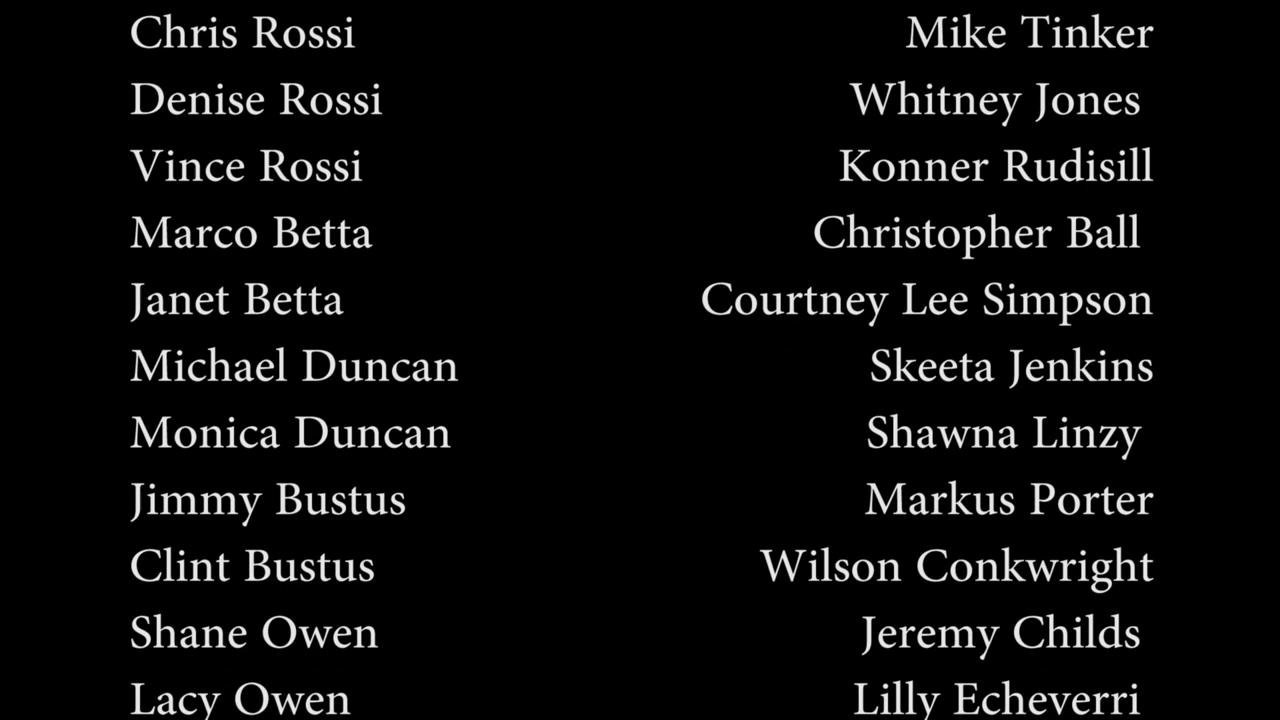 Chris Rossi Mike Tinker
Denise Rossi Whitney Jones
Vince Rossi Konner Rudisill
Marco Betta Christopher Ball
Janet Betta Courtney Lee Simpson
Michael Duncan Skeeta Jenkins
Monica Duncan Shawna Linzy
Jimmy Bustus Markus Porter
Clint Bustus Wilson Conkwright
Shane Owen Jeremy Childs
Lacy Owen Lilly Echeverri